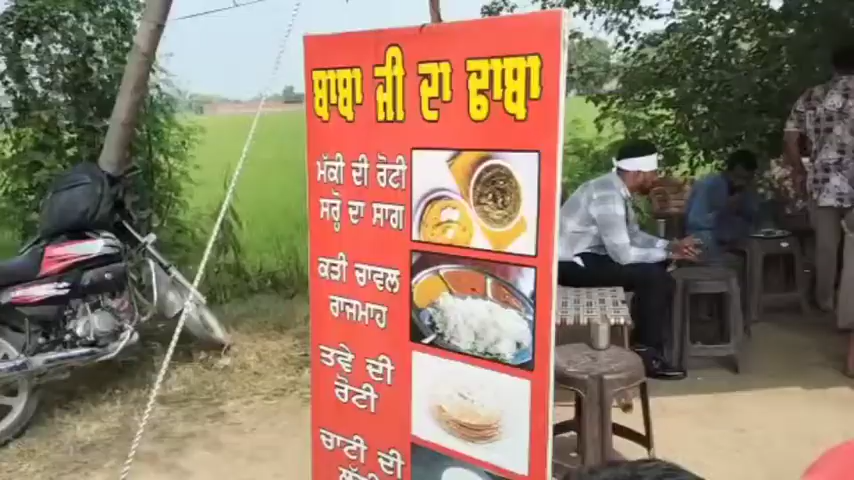 ਬਾਬਾ ਜੀ ਦਾ ਢਾਬਾ
ਮੱਕੀ ਦੀ ਰੋਟੀ
ਸਰ੍ਹੋ ਦਾ ਸਾਗ
ਕੜੀ ਚਾਵਲ
ਰਾਜਮਾਹ
ਤਵੇ ਦੀ
ਰੋਟੀ
ਚਾਟੀ ਦੀ